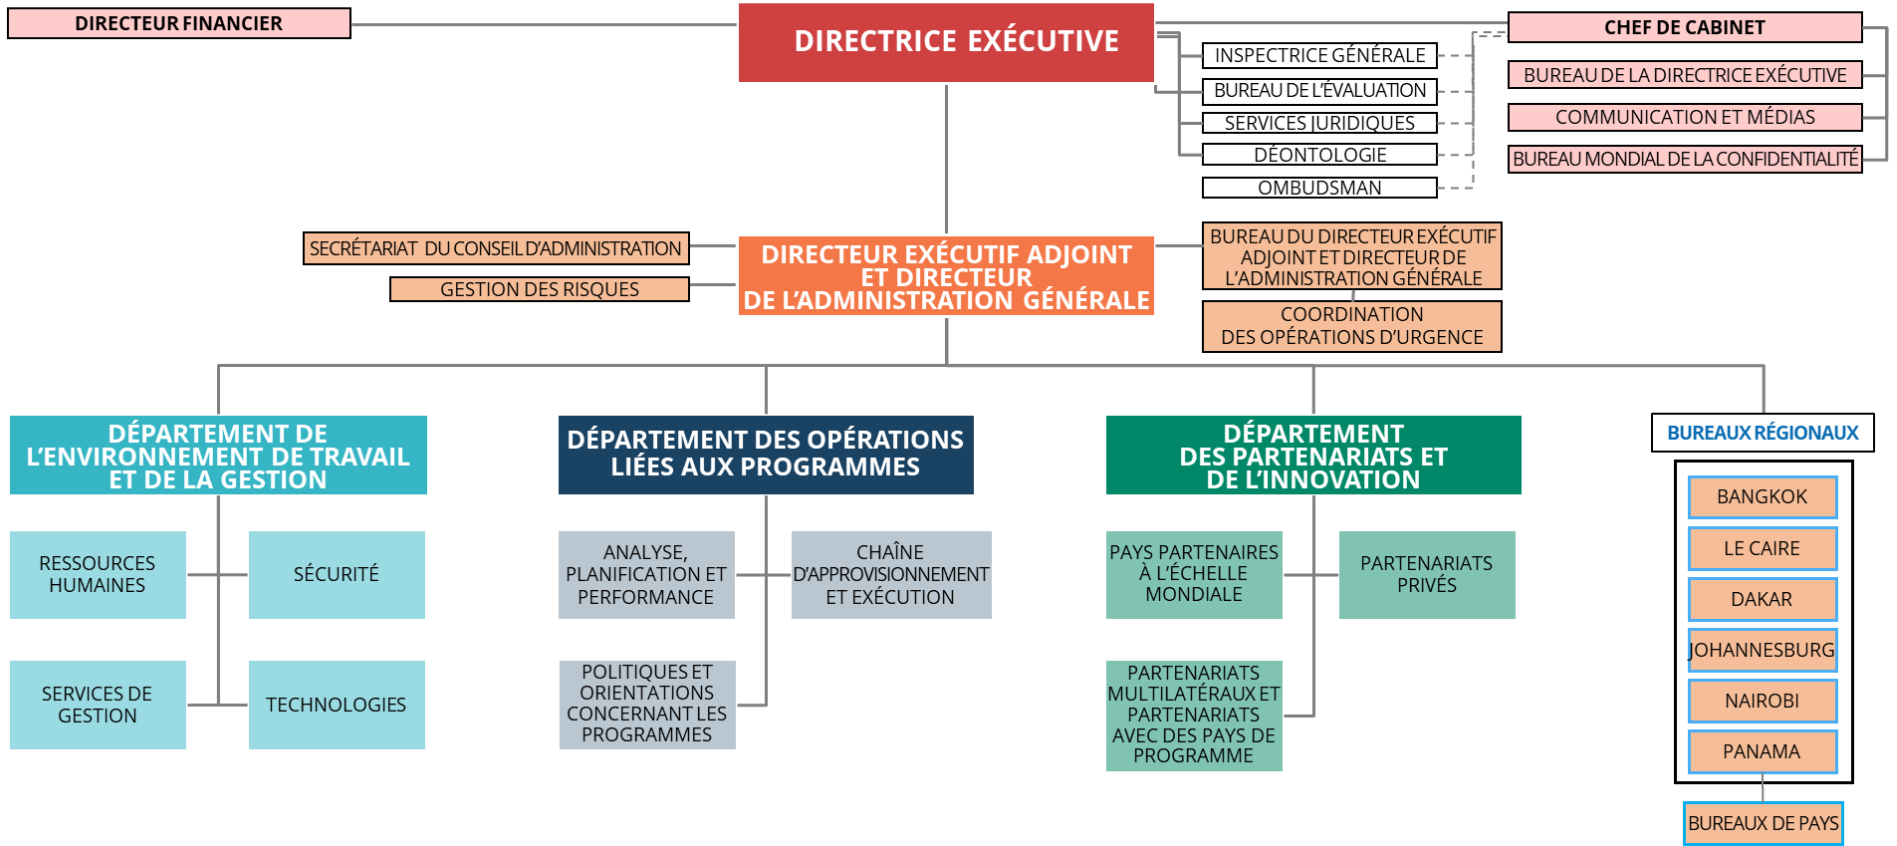 DIRECTEUR FINANCIER
DIRECTRICE EXÉCUTIVE
CHEF DE CABINET
INSPECTRICE GÉNÉRALE
BUREAU DE L’ÉVALUATION
SERVICES JURIDIQUES
DÉONTOLOGIE
OMBUDSMAN
BUREAU DE LA DIRECTRICE EXÉCUTIVE
COMMUNICATION ET MÉDIAS
BUREAU MONDIAL DE LA CONFIDENTIALITÉ
SECRÉTARIAT DU CONSEIL D’ADMINISTRATION
GESTION DES RISQUES
DIRECTEUR EXÉCUTIF ADJOINT
ET DIRECTEUR
DE L’ADMINISTRATION GÉNÉRALE
BUREAU DU DIRECTEUR EXÉCUTIF
ADJOINT ET DIRECTEUR DE
L’ADMINISTRATION GÉNÉRALE
COORDINATION
DES OPÉRATIONS D’URGENCE
DÉPARTEMENT DE
L’ENVIRONNEMENT DE TRAVAIL
ET DE LA GESTION
RESSOURCES
HUMAINES
SÉCURITÉ
SERVICES DE
GESTION
TECHNOLOGIES
DÉPARTEMENT DES OPÉRATIONS
LIÉES AUX PROGRAMMES
ANALYSE,
PLANIFICATION ET
PERFORMANCE
CHAÎNE
D’APPROVISIONNEMENT
ET EXÉCUTION
POLITIQUES ET
ORIENTATIONS
CONCERNANT LES
PROGRAMMES
DÉPARTEMENT
DES PARTENARIATS ET
DE L’INNOVATION
PAYS PARTENAIRES
À L’ÉCHELLE
MONDIALE
PARTENARIATS
PRIVÉS
PARTENARIATS
MULTILATÉRAUX ET
PARTENARIATS
AVEC DES PAYS DE
PROGRAMME
BUREAUX RÉGIONAUX
BANGKOK
LE CAIRE
DAKAR
JOHANNESBURG
NAIROBI
PANAMA
BUREAUX DE PAYS